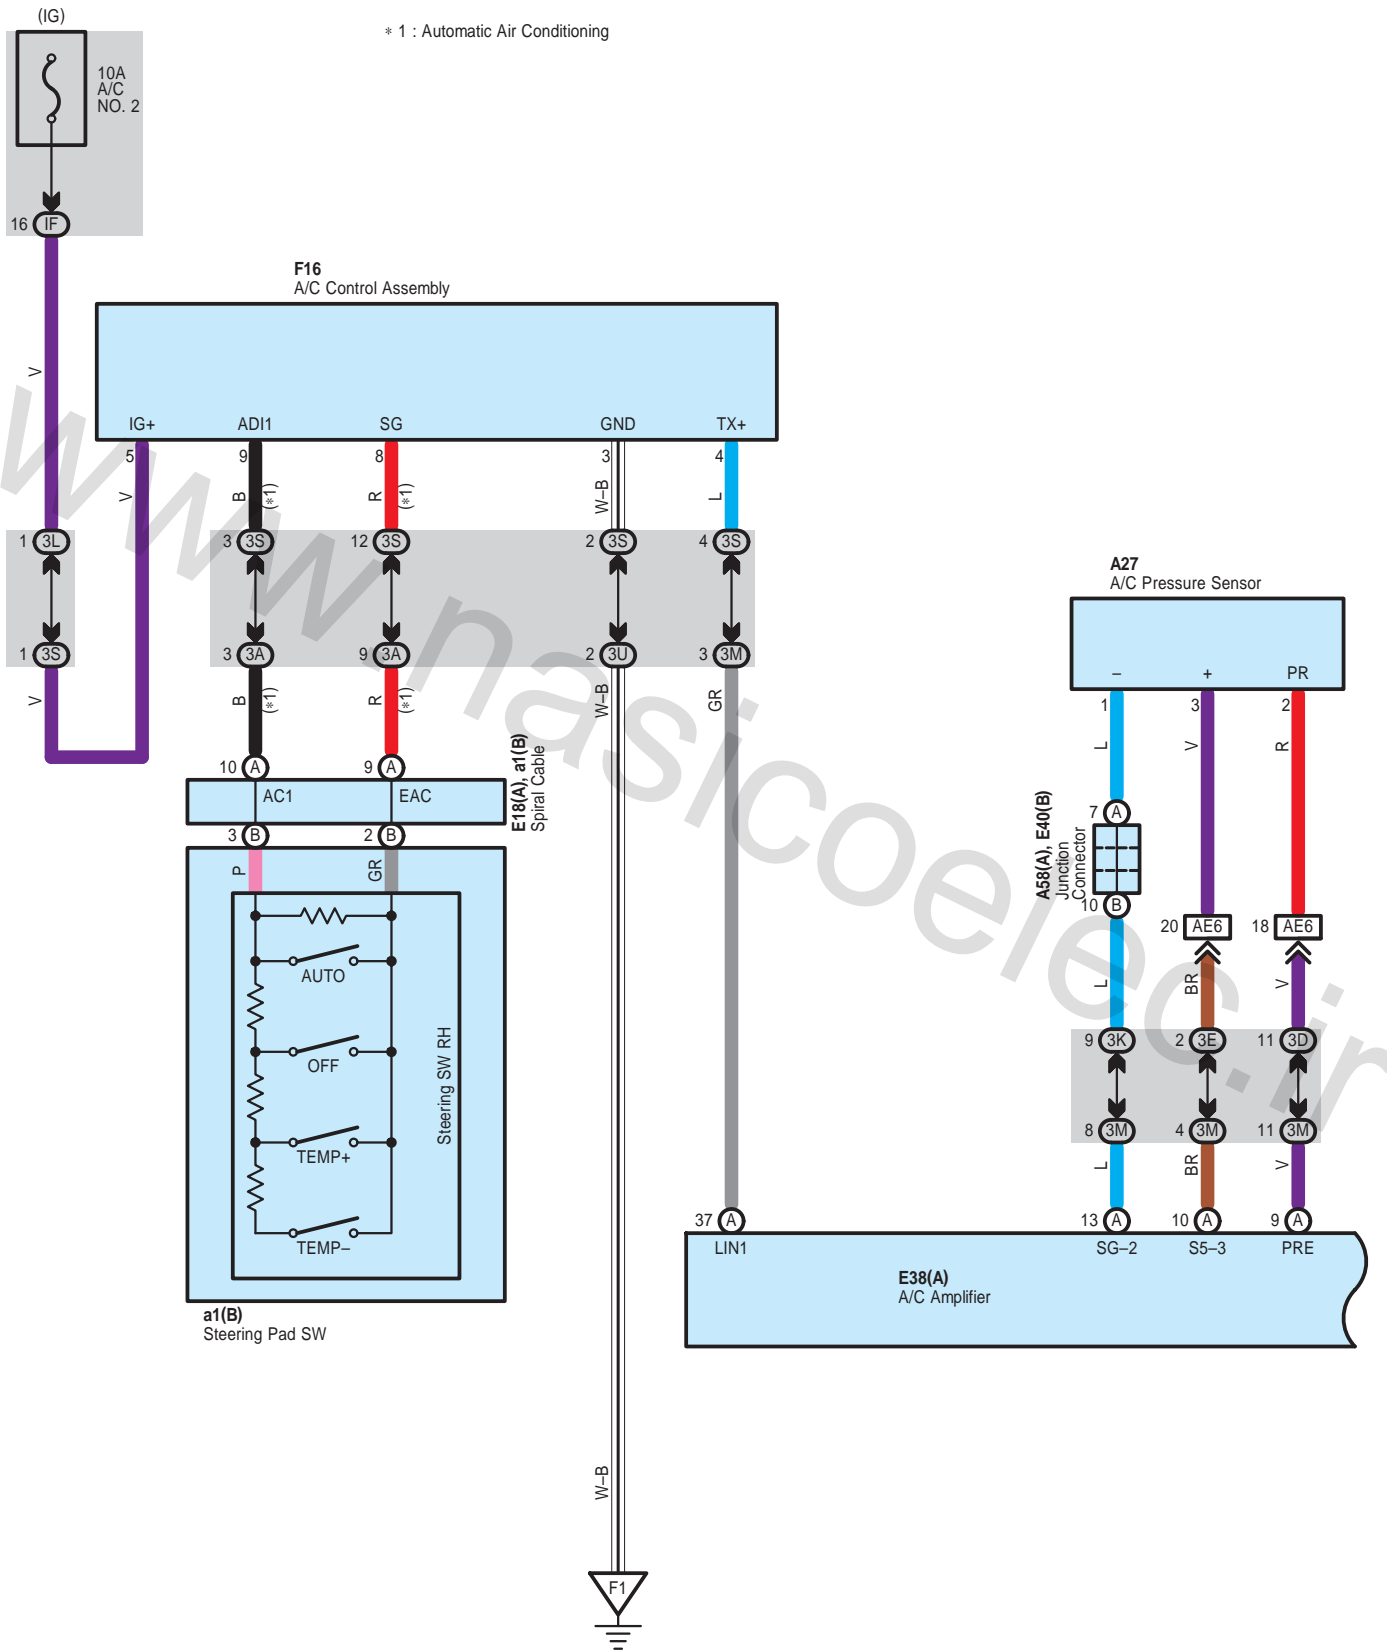 (IG)
* 1 : Automatic Air Conditioning
10A
A/C
NO. 2
16 IF
F16
A/C Control Assembly
V
IG+ ADI1 SG GND TX+
5 9 8 3 4
V B (*1) R (*1) W–B L
1 3L 3 3S 12 3S 2 3S 4 3S
A27
A/C Pressure Sensor
1 3S 3 3A 9 3A 2 3U 3 3M
– + PR
V B (*1) R (*1) W–B GR
1 3 2
L V R
10 A 9 A
E18(A), a1(B)
Spiral Cable
AC1 EAC
3 B 2 B
7 A
A58(A), E40(B)
Junction
Connector
10 B
P GR
20 AE6 18 AE6
AUTO
L BR V
OFF
9 3K 2 3E 11 3D
Steering SW RH
TEMP+
8 3M 4 3M 11 3M
L BR V
TEMP–
37 A 13 A 10 A 9 A
LIN1 SG–2 S5–3 PRE
E38(A)
A/C Amplifier
a1(B)
Steering Pad SW
W–B
F1
www.nasicoelec.ir